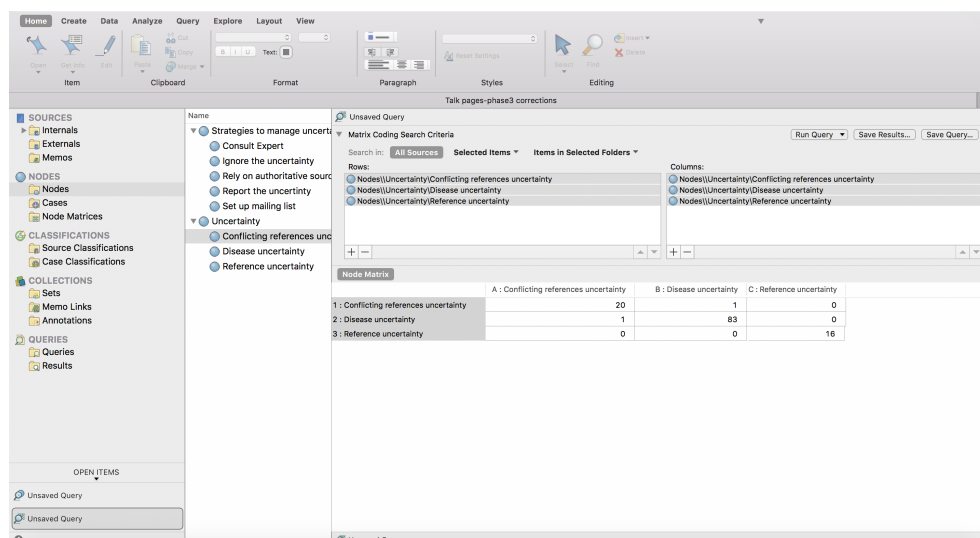 Home Create Data Analyze Query Explore Layout View
Cut
Copy
Merge
Open Get Info Edit Paste
B I U Text:
Reset Settings
Insert
Delete
Select Find
Item Clipboard Format Paragraph Styles Editing
Talk pages-phase3 corrections
SOURCES
Internals
Externals
Memos
NODES
Nodes
Cases
Node Matrices
CLASSIFICATIONS
Source Classifications
Case Classifications
COLLECTIONS
Sets
Memo Links
Annotations
QUERIES
Queries
Results
OPEN ITEMS
Unsaved Query
Unsaved Query
Name
Strategies to manage uncerta
Consult Expert
Ignore the uncertainty
Rely on authoritative sourc
Report the uncertinty
Set up mailing list
Uncertainty
Conflicting references unc
Disease uncertainty
Reference uncertainty
Unsaved Query
Matrix Coding Search Criteria Run Query Save Results... Save Query...
Search in: All Sources Selected Items Items in Selected Folders
Rows: Columns:
Nodes\\Uncertainty\Conflicting references uncertainty Nodes\\Uncertainty\Conflicting references uncertainty
Nodes\\Uncertainty\Disease uncertainty Nodes\\Uncertainty\Disease uncertainty
Nodes\\Uncertainty\Reference uncertainty Nodes\\Uncertainty\Reference uncertainty
Node Matrix
A : Conflicting references uncertainty B : Disease uncertainty C : Reference uncertainty
1 : Conflicting references uncertainty 20 1 0
2 : Disease uncertainty 1 83 0
3 : Reference uncertainty 0 0 16